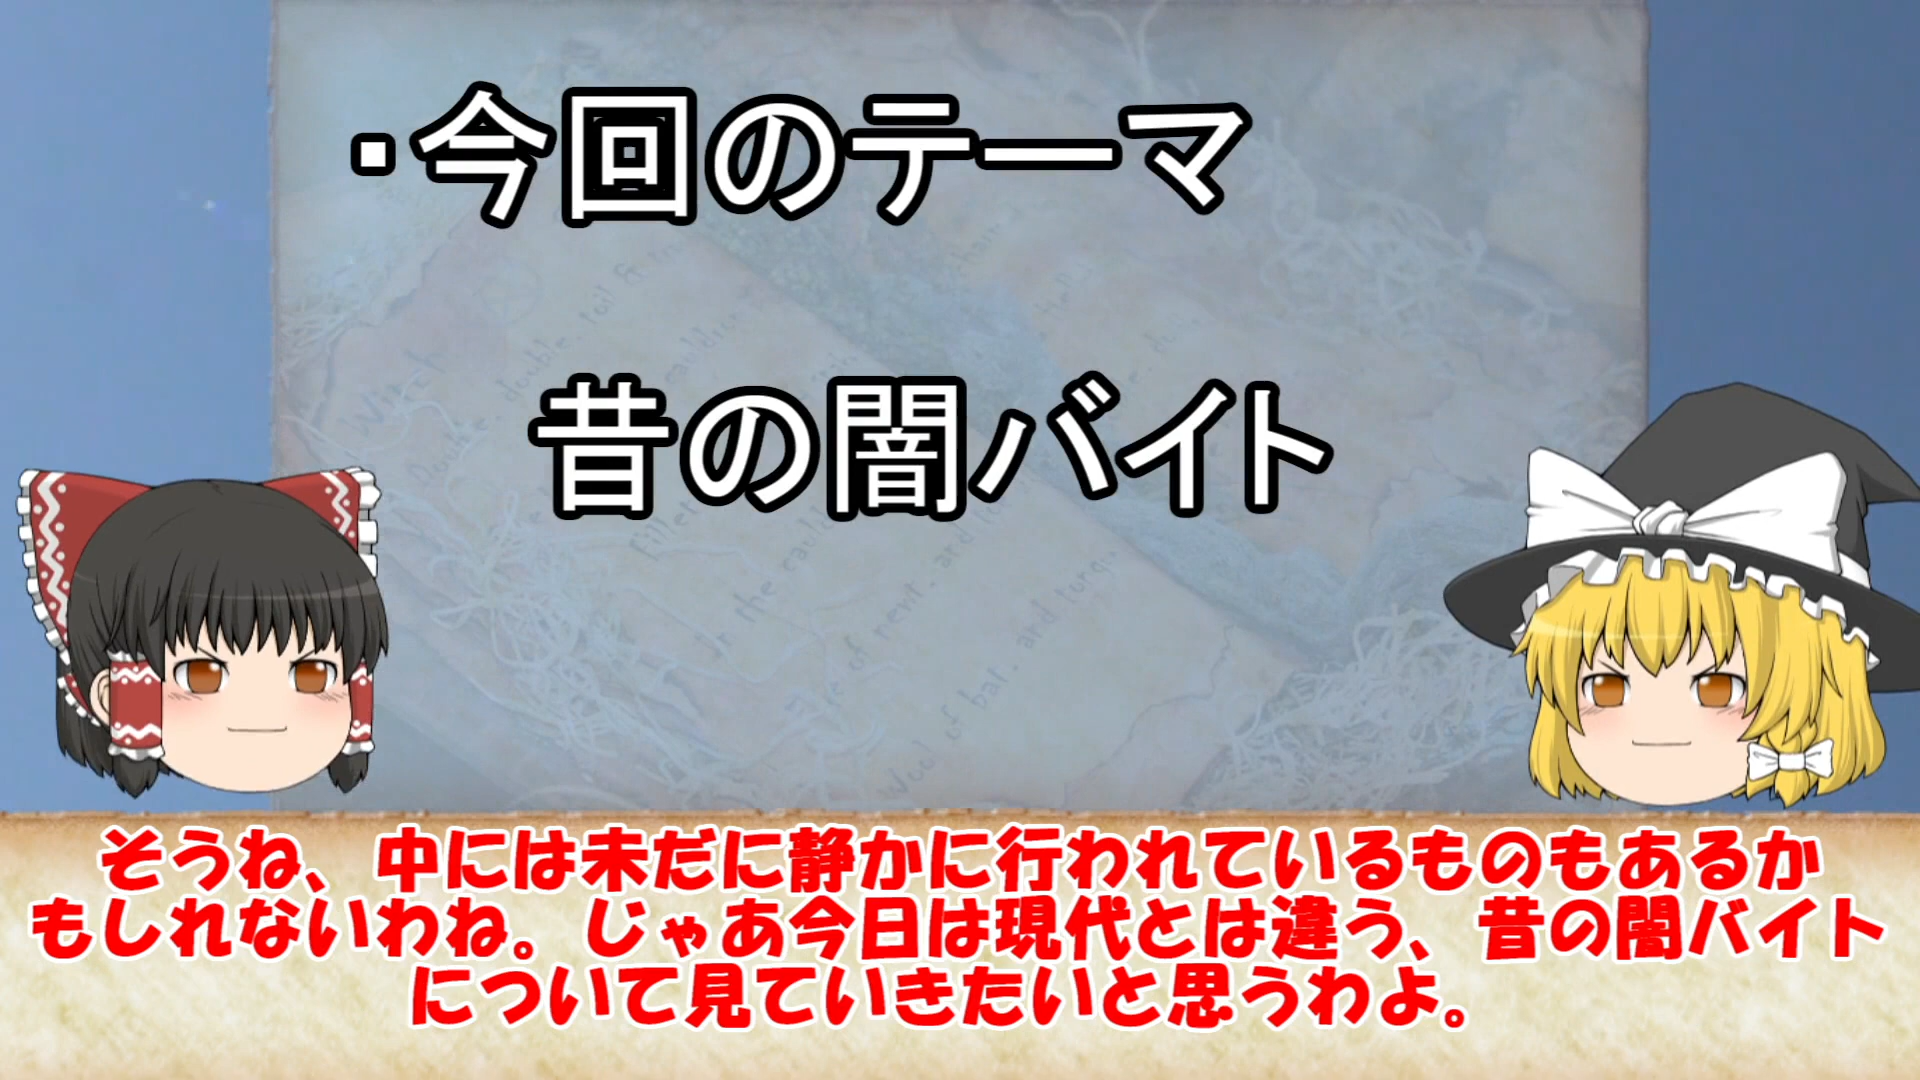 ・今回のテーマ
昔の闇バイト
そうね、中には未だに静かに行われているものもあるか
もしれないわね。じゃあ今日は現代とは違う、昔の闇バイト
について見ていきたいと思うわよ。